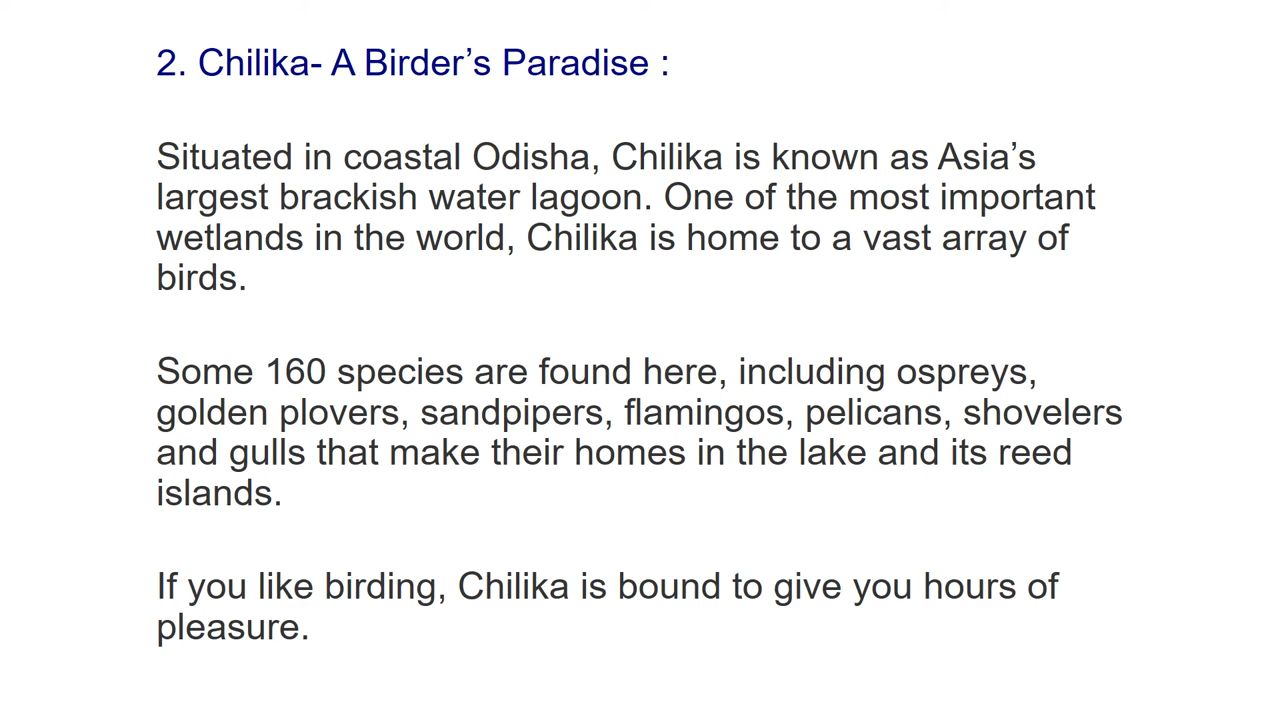 2. Chilika- A Birder’s Paradise :
Situated in coastal Odisha, Chilika is known as Asia’s
largest brackish water lagoon. One of the most important
wetlands in the world, Chilika is home to a vast array of
birds.
Some 160 species are found here, including ospreys,
golden plovers, sandpipers, flamingos, pelicans, shovelers
and gulls that make their homes in the lake and its reed
islands.
If you like birding, Chilika is bound to give you hours of
pleasure.